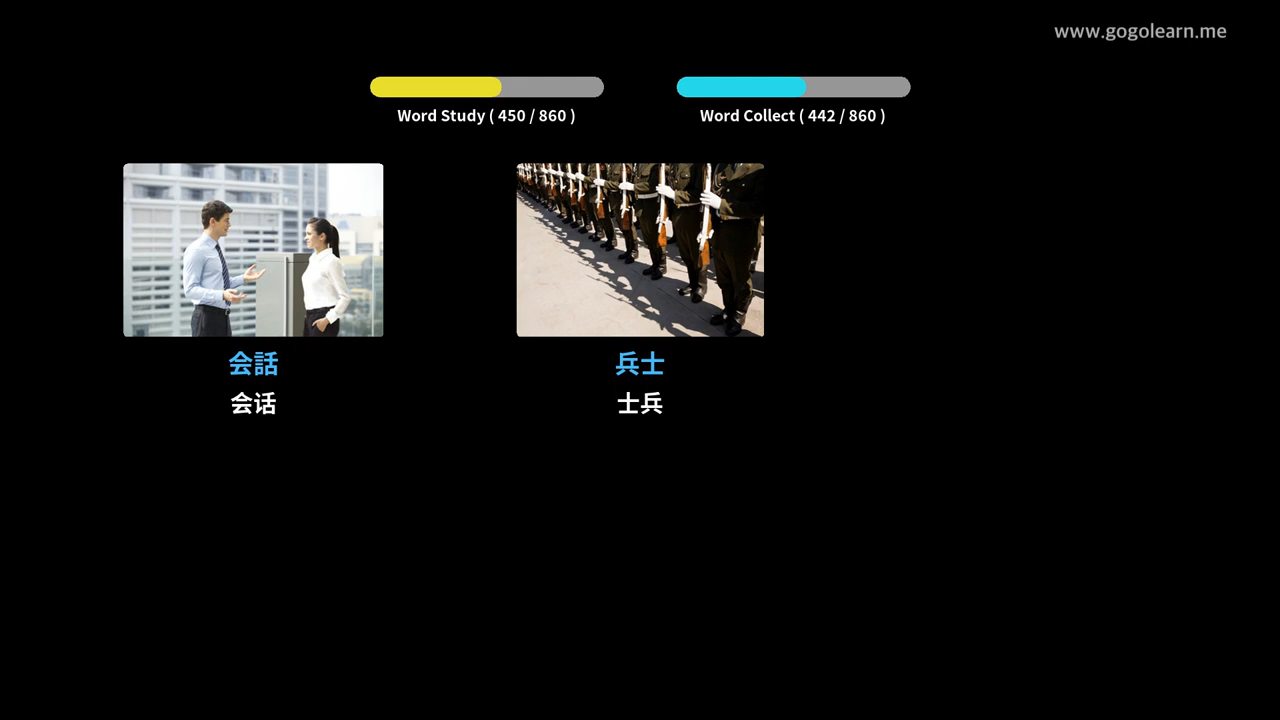 www.gogolearn.me
Word Study ( 450 / 860 )
Word Collect ( 442 / 860 )
会話
会话
兵士
士兵